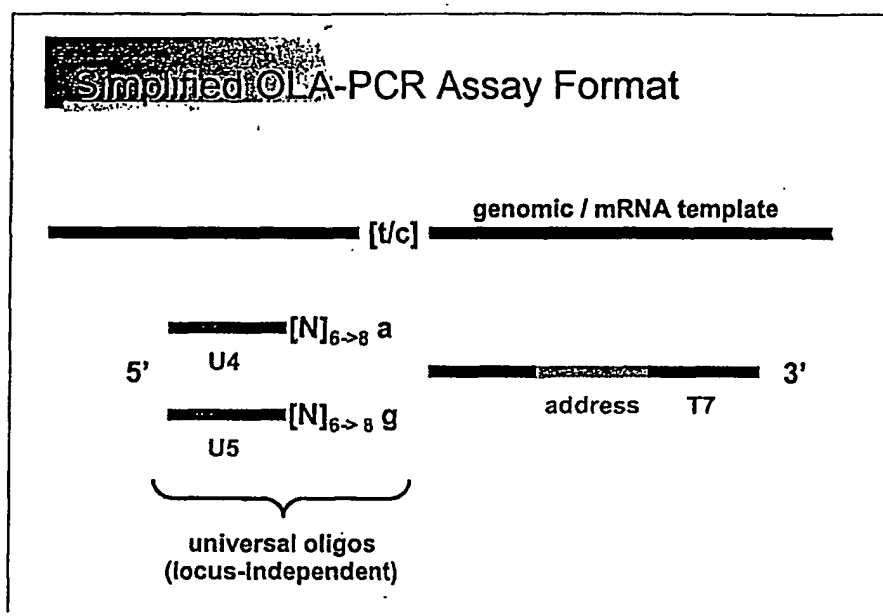 Simplified OLA-PCR Assay Format
genomic / mRNA template
[t/c]
[N]6->8 a
U4
5'
3'
address
T7
[N]6->8 g
U5
universal oligos
(locus-independent)